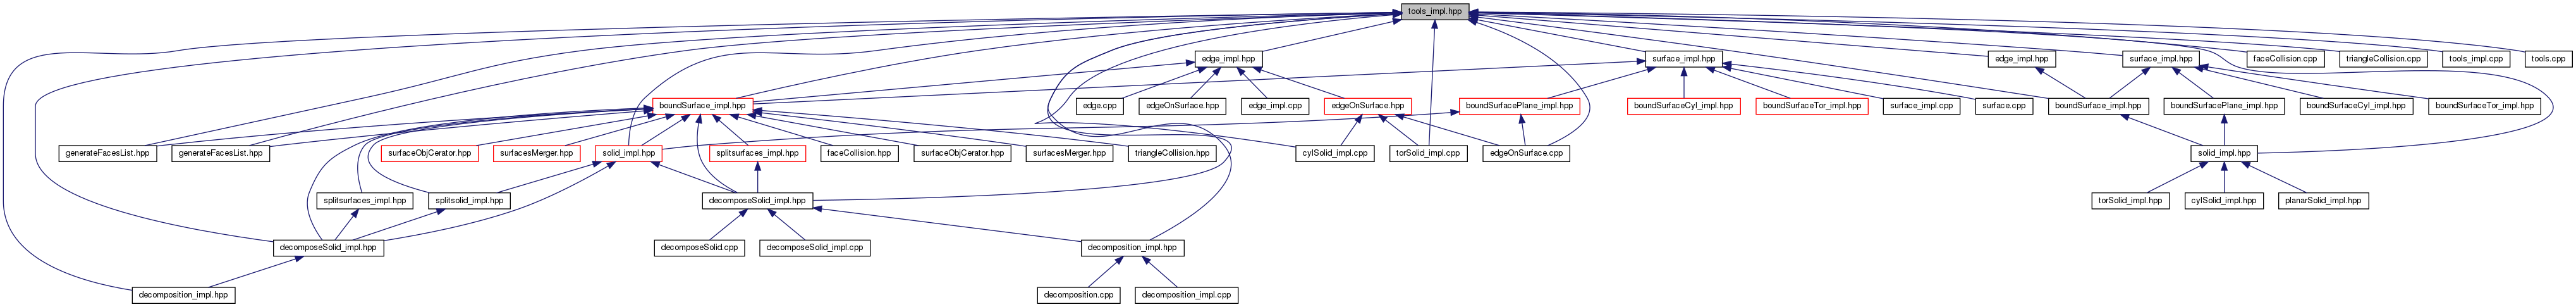 tools_impl.hpp
edge_impl.hpp
surface_impl.hpp
edge_impl.hpp
surface_impl.hpp
faceCollision.cpp
triangleCollision.cpp
tools_impl.cpp
tools.cpp
boundSurface_impl.hpp
edge.cpp
edgeOnSurface.hpp
edge_impl.cpp
edgeOnSurface.hpp
boundSurfacePlane_impl.hpp
boundSurfaceCyl_impl.hpp
boundSurfaceTor_impl.hpp
surface_impl.cpp
surface.cpp
boundSurface_impl.hpp
boundSurfacePlane_impl.hpp
boundSurfaceCyl_impl.hpp
boundSurfaceTor_impl.hpp
generateFacesList.hpp
generateFacesList.hpp
surfaceObjCerator.hpp
surfacesMerger.hpp
solid_impl.hpp
splitsurfaces_impl.hpp
faceCollision.hpp
surfaceObjCerator.hpp
surfacesMerger.hpp
triangleCollision.hpp
cylSolid_impl.cpp
torSolid_impl.cpp
edgeOnSurface.cpp
solid_impl.hpp
splitsurfaces_impl.hpp
splitsolid_impl.hpp
decomposeSolid_impl.hpp
torSolid_impl.hpp
cylSolid_impl.hpp
planarSolid_impl.hpp
decomposeSolid_impl.hpp
decomposeSolid.cpp
decomposeSolid_impl.cpp
decomposition_impl.hpp
decomposition_impl.hpp
decomposition.cpp
decomposition_impl.cpp